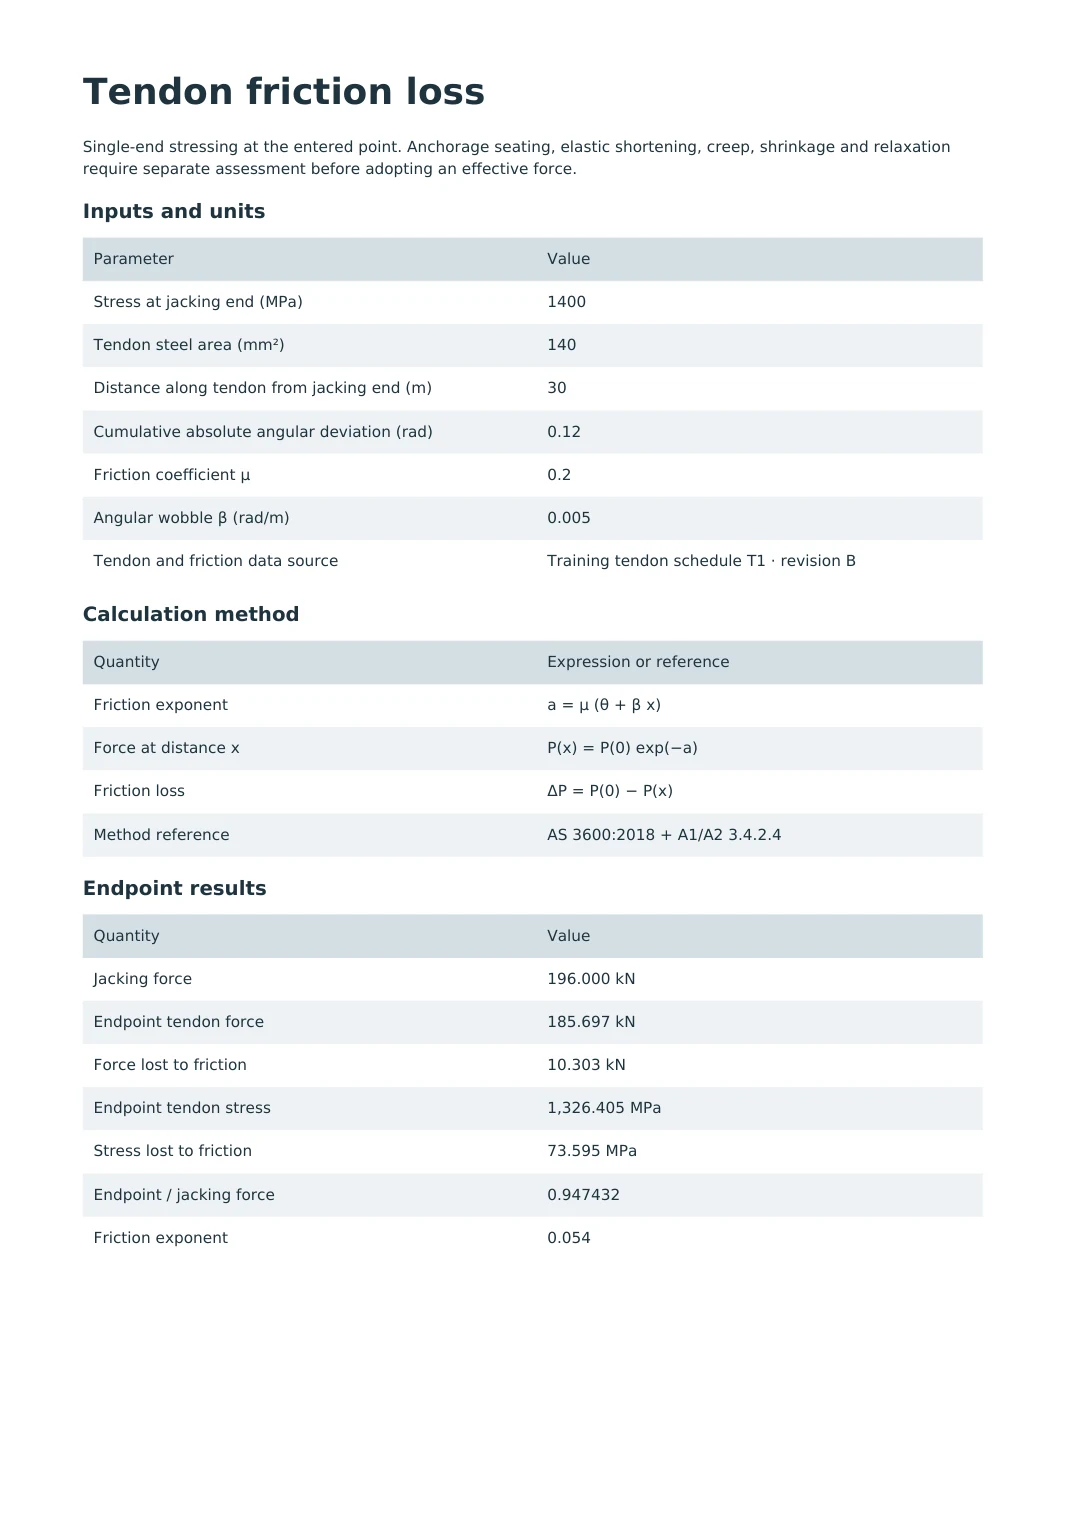 Tendon friction loss
Single-end stressing at the entered point. Anchorage seating, elastic shortening, creep, shrinkage and relaxation
require separate assessment before adopting an effective force.
Inputs and units
Parameter Value
Stress at jacking end (MPa) 1400
Tendon steel area (mm²) 140
Distance along tendon from jacking end (m) 30
Cumulative absolute angular deviation (rad) 0.12
Friction coefficient μ 0.2
Angular wobble β (rad/m) 0.005
Tendon and friction data source Training tendon schedule T1 · revision B
Calculation method
Quantity Expression or reference
Friction exponent a = μ (θ + β x)
Force at distance x P(x) = P(0) exp(−a)
Friction loss ΔP = P(0) − P(x)
Method reference AS 3600:2018 + A1/A2 3.4.2.4
Endpoint results
Quantity Value
Jacking force 196.000 kN
Endpoint tendon force 185.697 kN
Force lost to friction 10.303 kN
Endpoint tendon stress 1,326.405 MPa
Stress lost to friction 73.595 MPa
Endpoint / jacking force 0.947432
Friction exponent 0.054